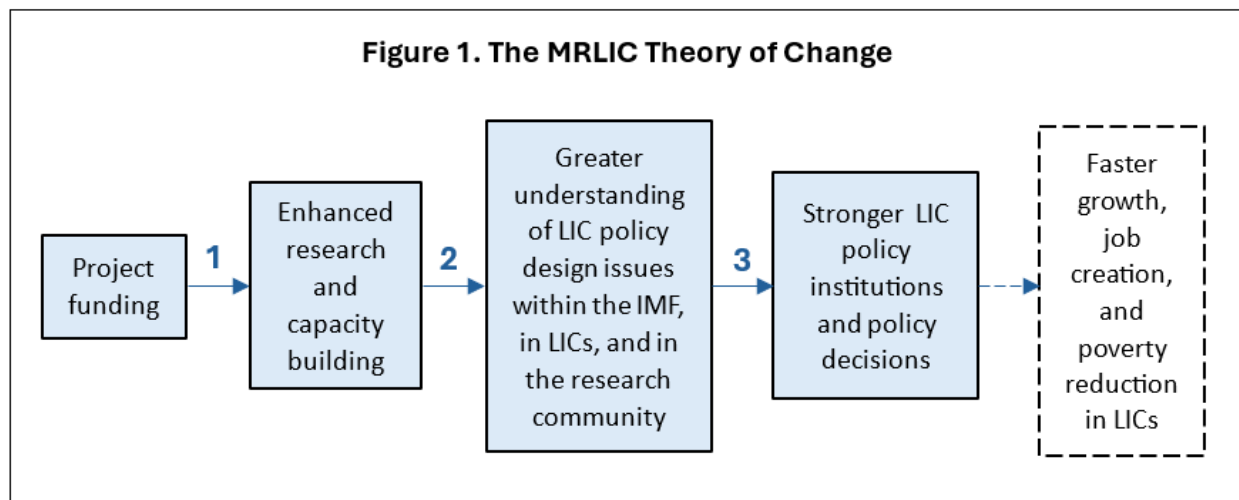 Figure 1. The MRLIC Theory of Change
Project
funding
1
Enhanced
research
and
capacity
building
2
Greater
understanding
of LIC policy
design issues
within the IMF,
in LICs, and in
the research
community
3
Stronger LIC
policy
institutions
and policy
decisions
Faster
growth,
job
creation,
and
poverty
reduction
in LICs